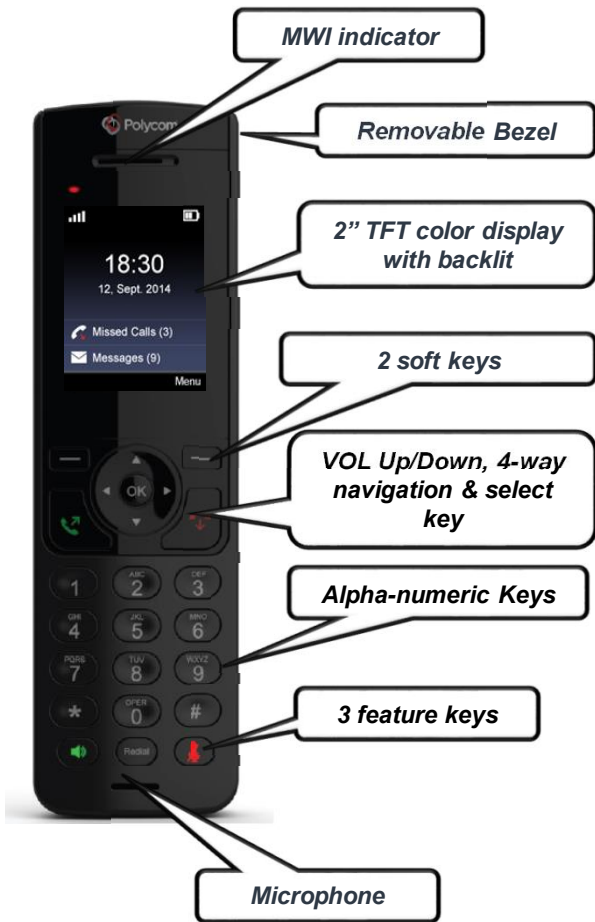 MWI indicator
Polycom
Removable Bezel
2” TFT color display
with backlit
18:30
12, Sept. 2014
Missed Calls (3)
Messages (9)
Menu
2 soft keys
VOL Up/Down, 4-way
navigation & select
key
OK
Alpha-numeric Keys
1
ABC
2
DEF
3
GHI
4
JKL
5
MNO
6
PQRS
7
TUV
8
WXYZ
9
*
OPER
0
#
3 feature keys
Redial
Microphone